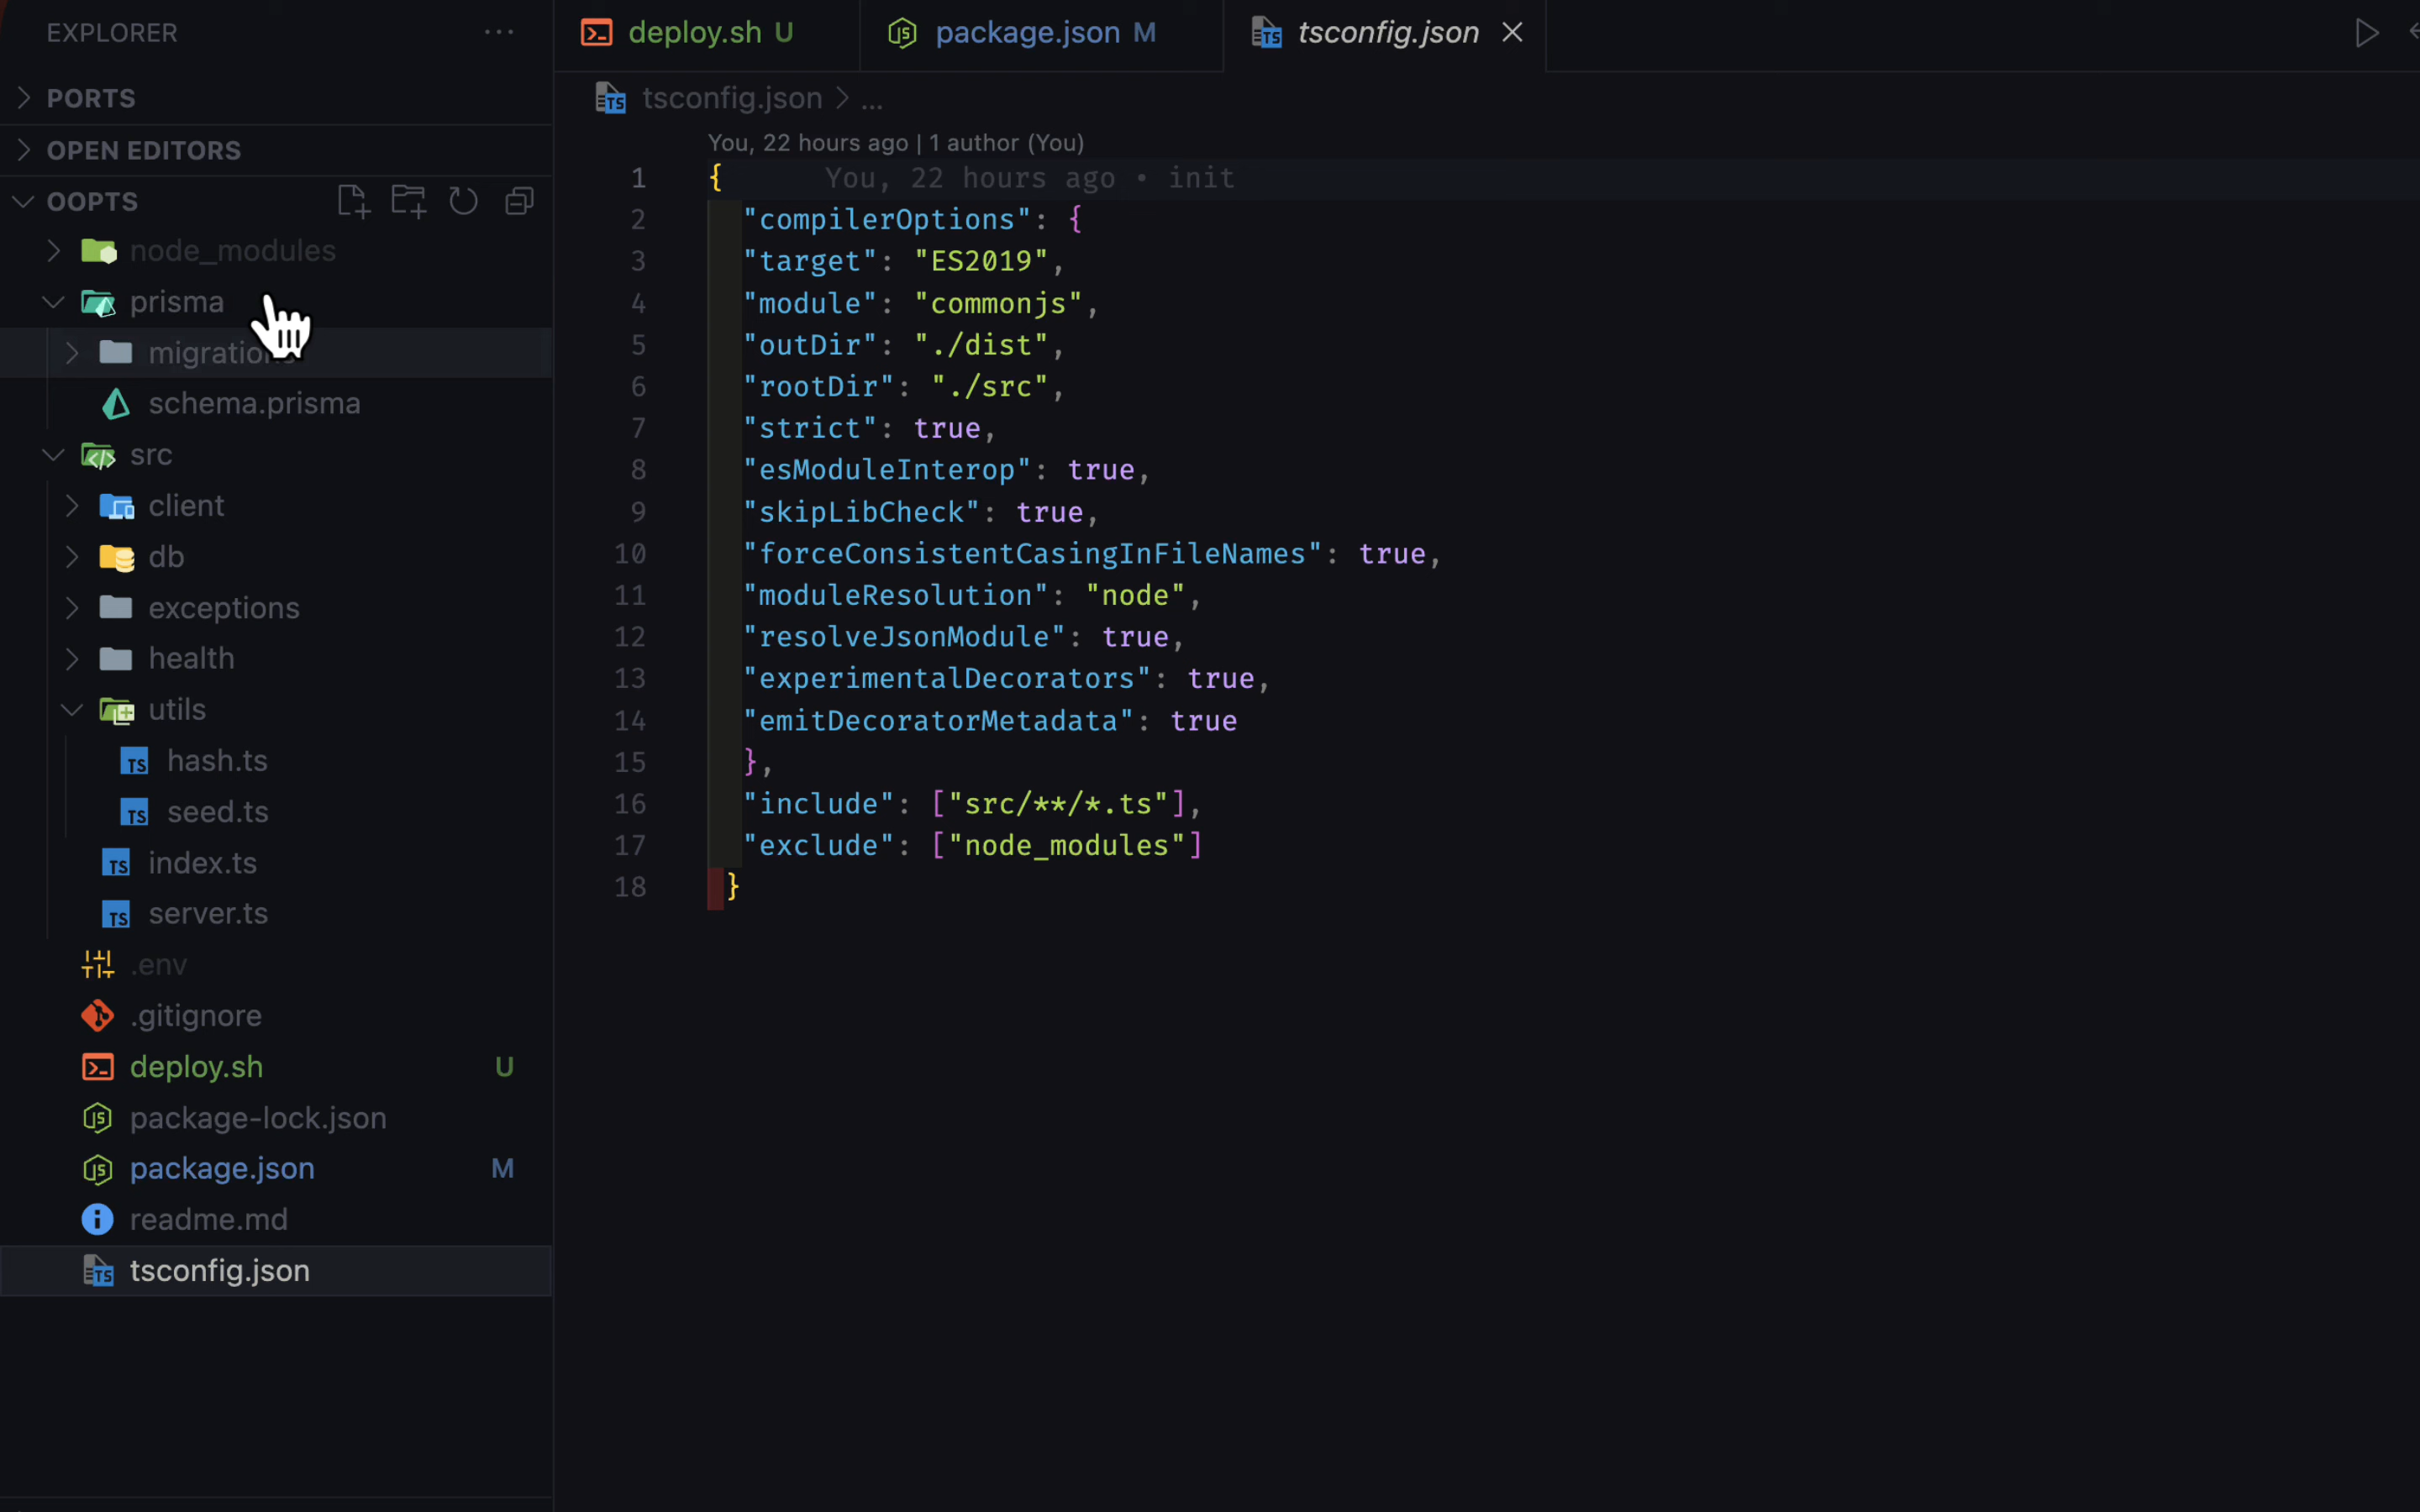 EXPLORER
PORTS
OPEN EDITORS
OOPTS
node_modules
prisma
schema.prisma
src
client
db
exceptions
health
utils
hash.ts
seed.ts
index.ts
server.ts
.env
.gitignore
deploy.sh U
package-lock.json
package.json M
readme.md
tsconfig.json
deploy.sh U
package.json M
tsconfig.json
tsconfig.json > ...
You, 22 hours ago | 1 author (You)
1 { You, 22 hours ago • init
2 "compilerOptions": {
3 "target": "ES2019",
4 "module": "commonjs",
5 "outDir": "./dist",
6 "rootDir": "./src",
7 "strict": true,
8 "esModuleInterop": true,
9 "skipLibCheck": true,
10 "forceConsistentCasingInFileNames": true,
11 "moduleResolution": "node",
12 "resolveJsonModule": true,
13 "experimentalDecorators": true,
14 "emitDecoratorMetadata": true
15 },
16 "include": ["src/**/*.ts"],
17 "exclude": ["node_modules"]
18 }